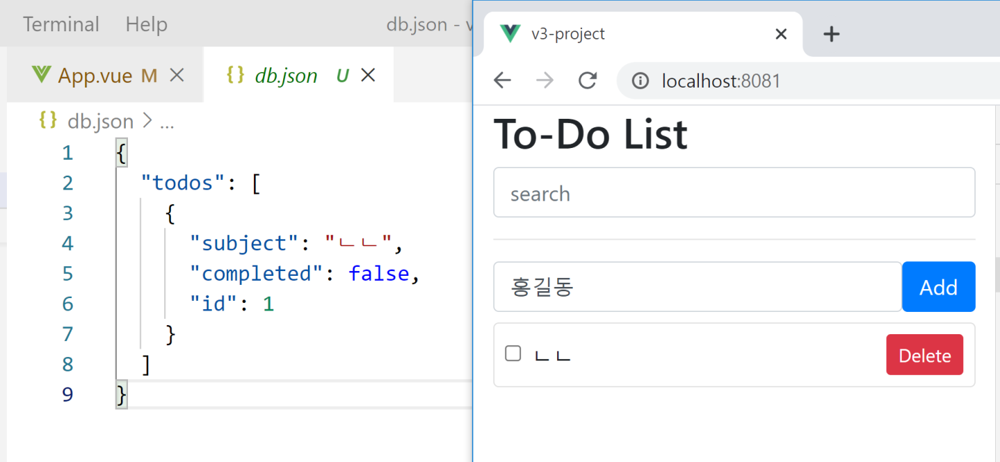 Terminal Help db.json - v
App.vue M db.json U
{} db.json > ...
1 {
2 "todos": [
3 {
4 "subject": "ㄴㄴ",
5 "completed": false,
6 "id": 1
7 }
8 ]
9 }
v3-project
localhost:8081
To-Do List
search
홍길동 Add
ㄴㄴ Delete